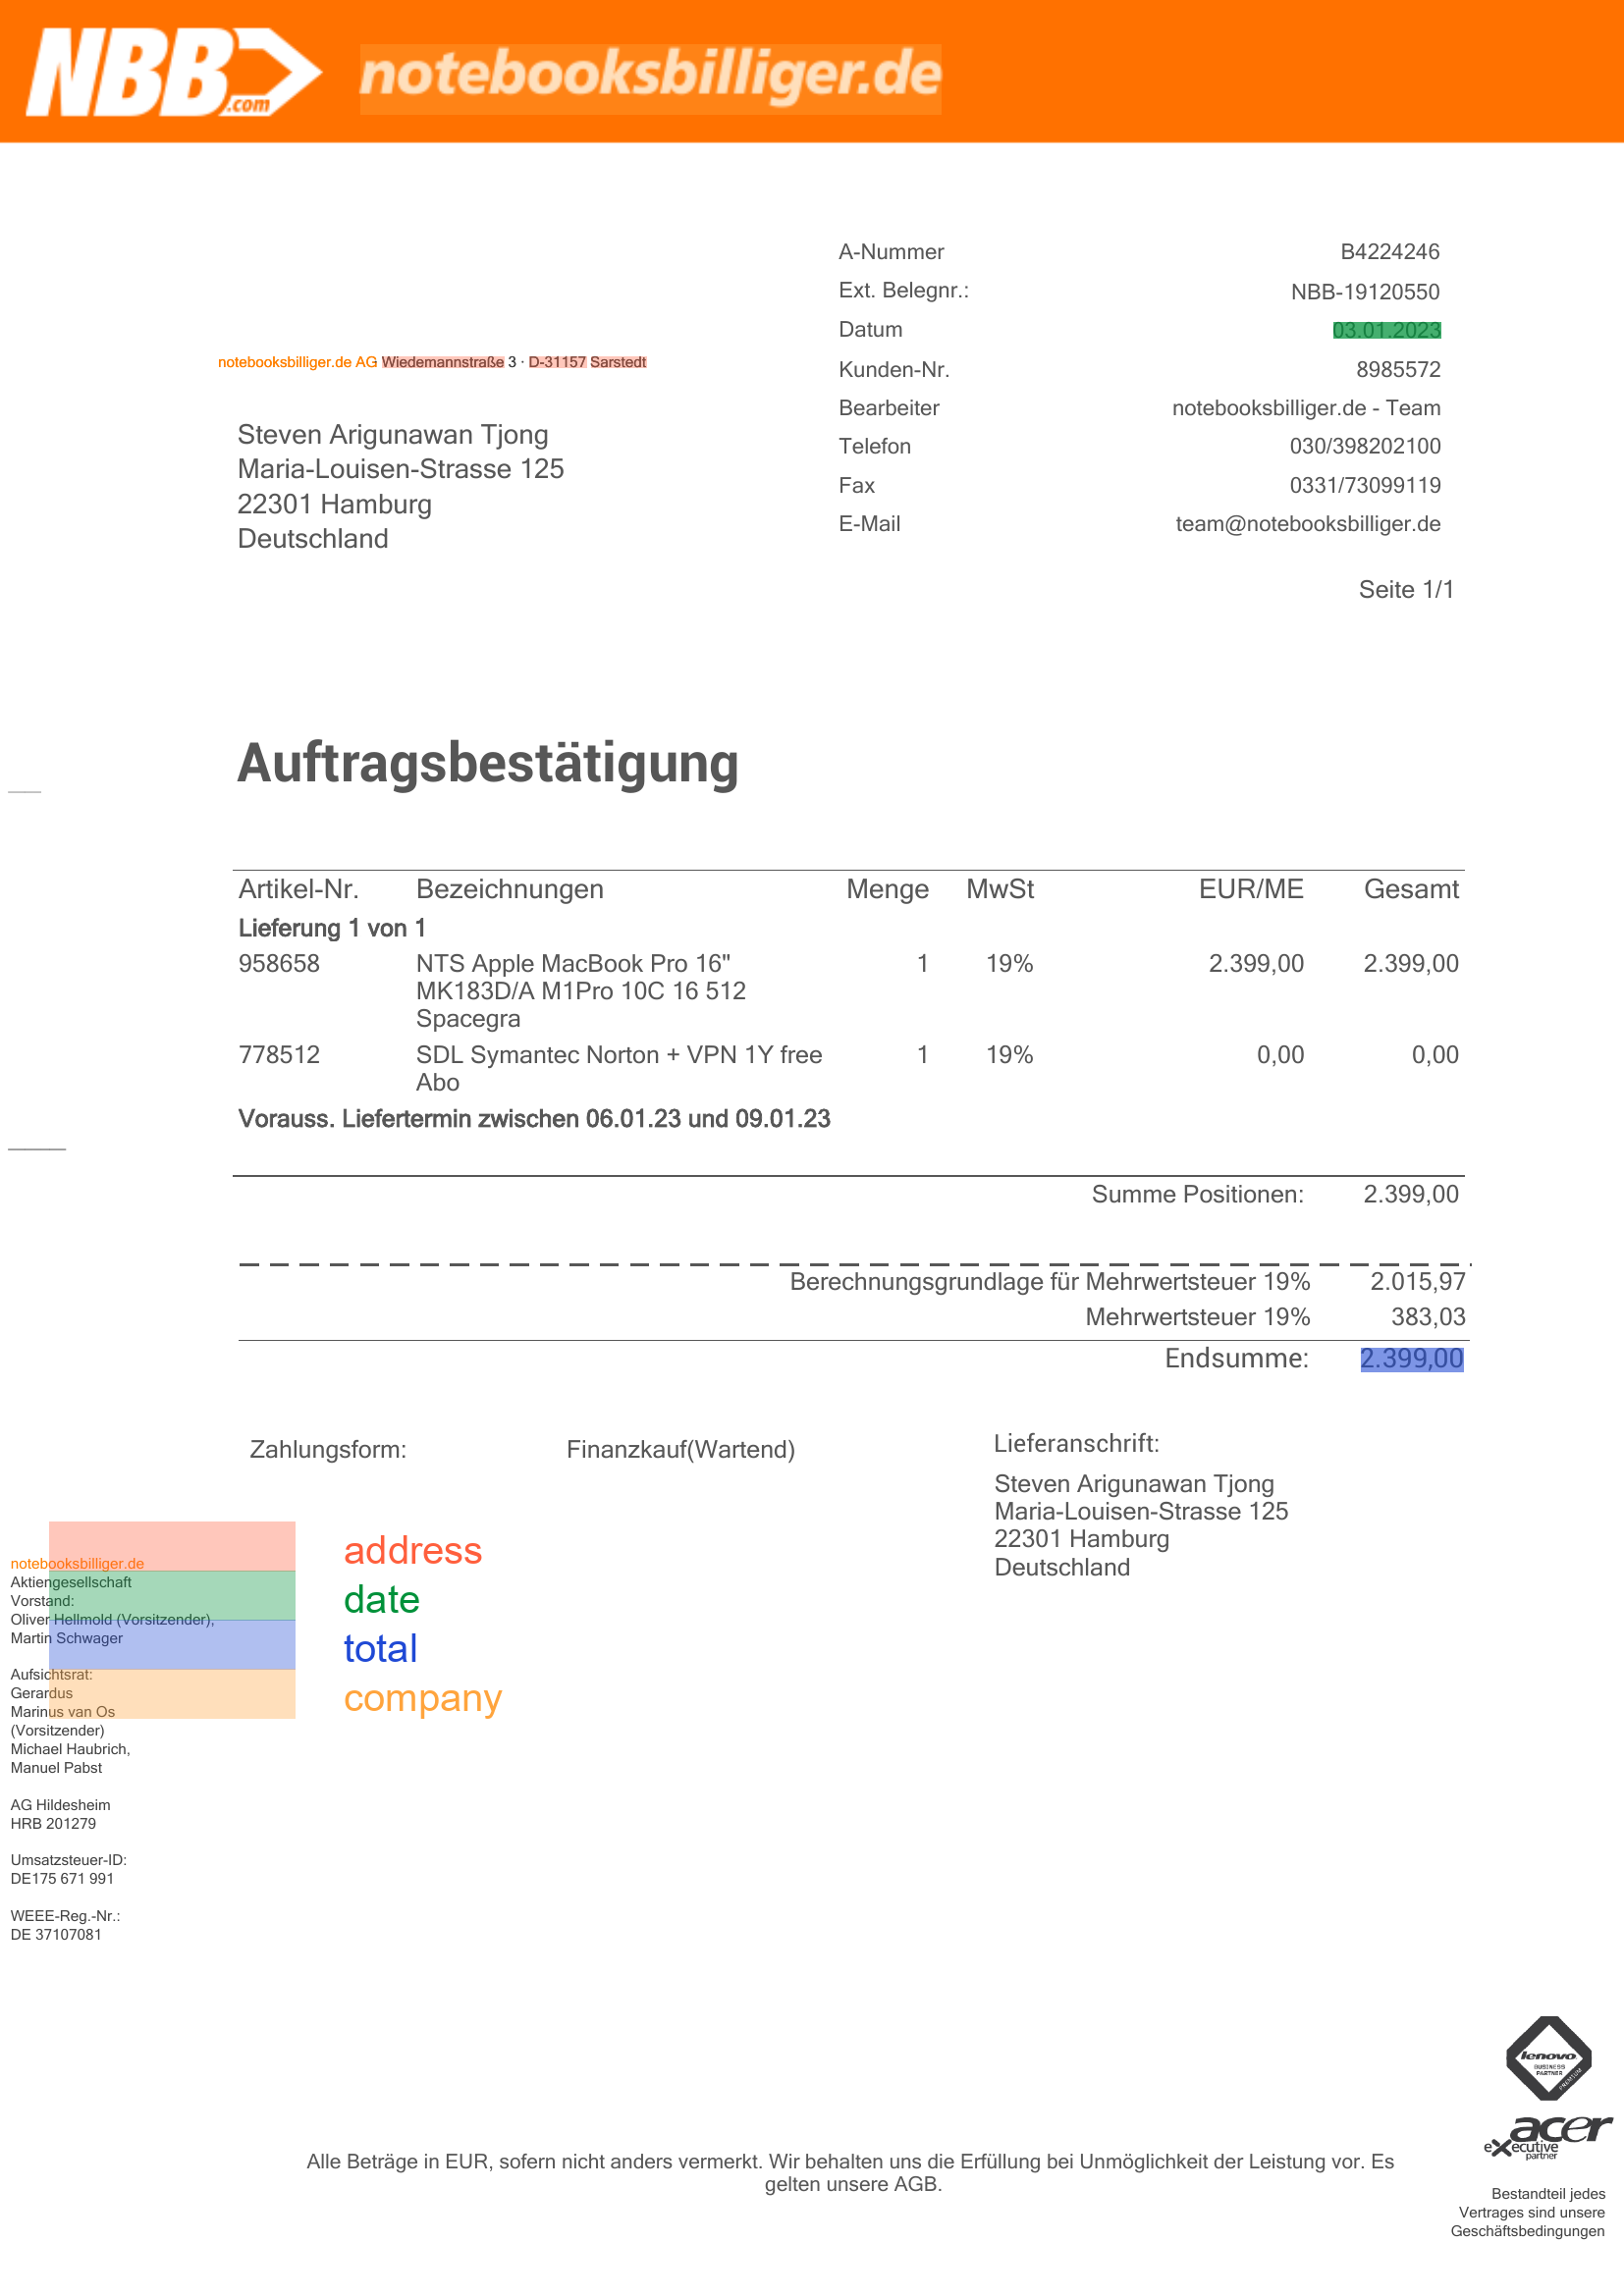 NBB.com notebooksbilliger.de
A-Nummer B4224246
Ext. Belegnr.: NBB-19120550
Datum 03.01.2023
notebooksbilliger.de AG Wiedemannstraße 3 · D-31157 Sarstedt
Kunden-Nr. 8985572
Bearbeiter notebooksbilliger.de - Team
Telefon 030/398202100
Fax 0331/73099119
E-Mail team@notebooksbilliger.de
Steven Arigunawan Tjong
Maria-Louisen-Strasse 125
22301 Hamburg
Deutschland
Seite 1/1
Auftragsbestätigung
Artikel-Nr. Bezeichnungen Menge MwSt EUR/ME Gesamt
Lieferung 1 von 1
958658 NTS Apple MacBook Pro 16" 1 19% 2.399,00 2.399,00
MK183D/A M1Pro 10C 16 512
Spacegra
778512 SDL Symantec Norton + VPN 1Y free 1 19% 0,00 0,00
Abo
Vorauss. Liefertermin zwischen 06.01.23 und 09.01.23
Summe Positionen: 2.399,00
Berechnungsgrundlage für Mehrwertsteuer 19% 2.015,97
Mehrwertsteuer 19% 383,03
Endsumme: 2.399,00
Zahlungsform: Finanzkauf(Wartend)
Lieferanschrift:
Steven Arigunawan Tjong
Maria-Louisen-Strasse 125
22301 Hamburg
Deutschland
address
date
total
company
notebooksbilliger.de
Aktiengesellschaft
Vorstand:
Oliver Hellmold (Vorsitzender),
Martin Schwager
Aufsichtsrat:
Gerardus
Marinus van Os
(Vorsitzender)
Michael Haubrich,
Manuel Pabst
AG Hildesheim
HRB 201279
Umsatzsteuer-ID:
DE175 671 991
WEEE-Reg.-Nr.:
DE 37107081
lenovo
BUSINESS
PARTNER
PREMIUM
acer
executive
partner
Alle Beträge in EUR, sofern nicht anders vermerkt. Wir behalten uns die Erfüllung bei Unmöglichkeit der Leistung vor. Es
gelten unsere AGB.
Bestandteil jedes
Vertrages sind unsere
Geschäftsbedingungen